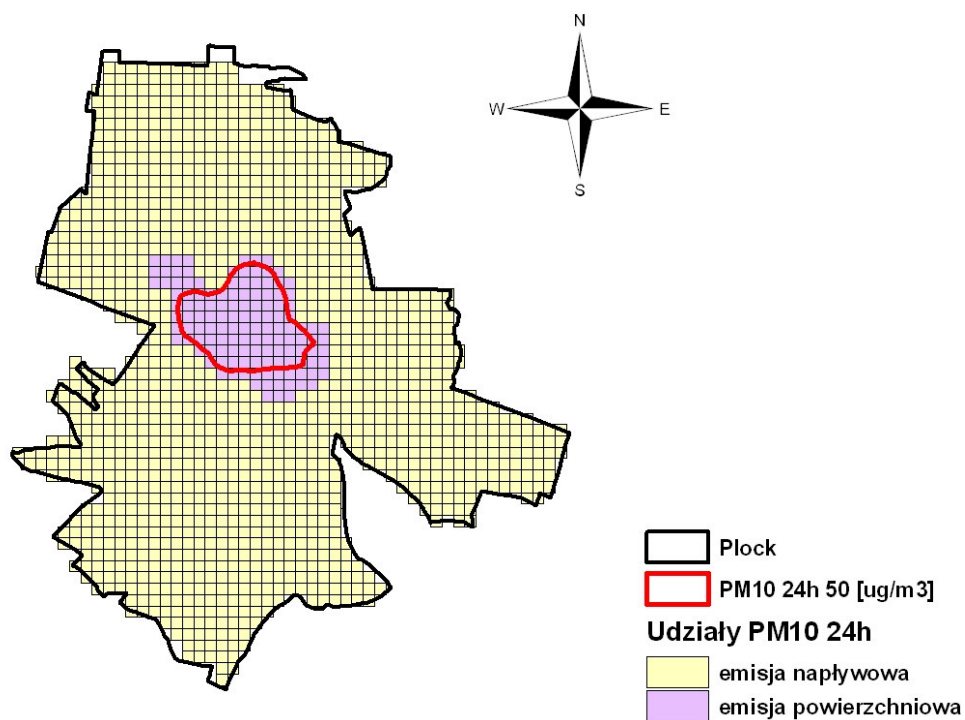 N
W E
S
Plock
PM10 24h 50 [ug/m3]
Udziały PM10 24h
emisja napływowa
emisja powierzchniowa